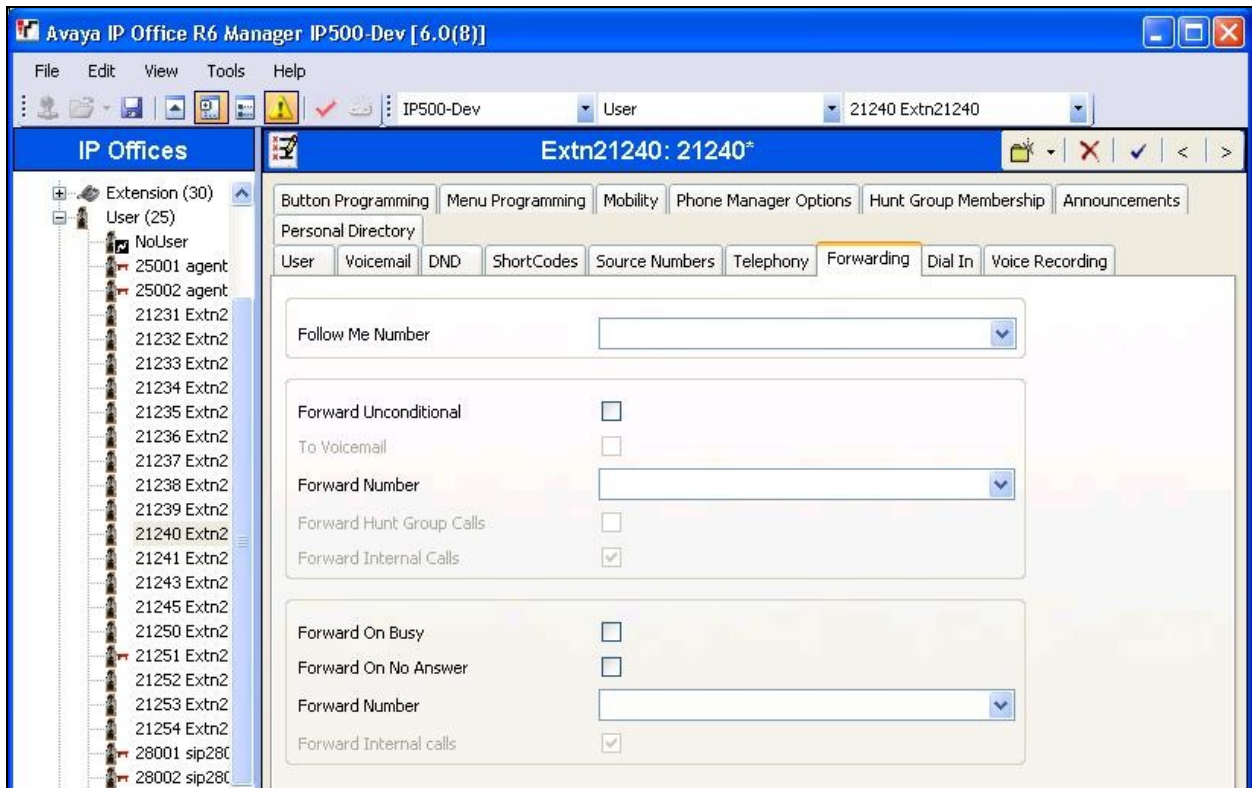 Avaya IP Office R6 Manager IP500-Dev [6.0(8)]
File Edit View Tools Help
IP500-Dev User 21240 Extn21240
IP Offices
Extension (30)
User (25)
NoUser
25001 agent
25002 agent
21231 Extn2
21232 Extn2
21233 Extn2
21234 Extn2
21235 Extn2
21236 Extn2
21237 Extn2
21238 Extn2
21239 Extn2
21240 Extn2
21241 Extn2
21243 Extn2
21245 Extn2
21250 Extn2
21251 Extn2
21252 Extn2
21253 Extn2
21254 Extn2
28001 sip280
28002 sip280
Extn21240: 21240*
Button Programming Menu Programming Mobility Phone Manager Options Hunt Group Membership Announcements
Personal Directory
User Voicemail DND ShortCodes Source Numbers Telephony Forwarding Dial In Voice Recording
Follow Me Number
Forward Unconditional
To Voicemail
Forward Number
Forward Hunt Group Calls
Forward Internal Calls
Forward On Busy
Forward On No Answer
Forward Number
Forward Internal calls